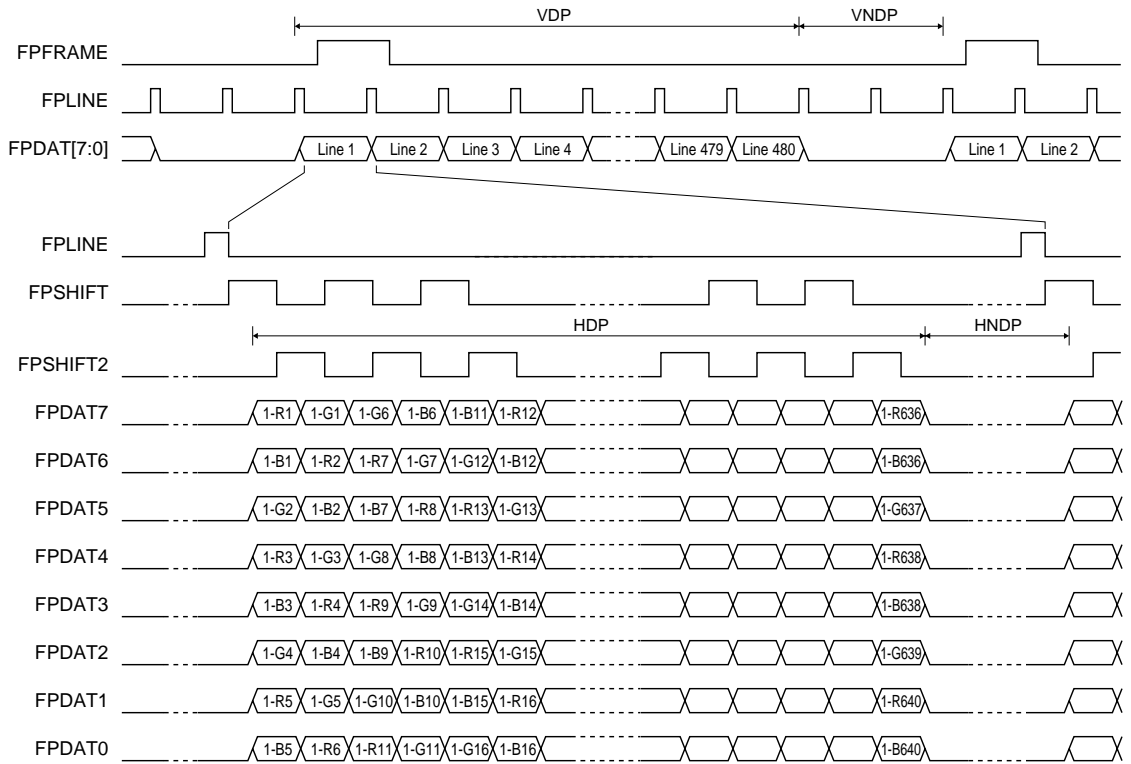 VDP VNDP
FPFRAME
FPLINE
FPDAT[7:0] Line 1 Line 2 Line 3 Line 4 Line 479 Line 480 Line 1 Line 2
FPLINE
FPSHIFT
HDP HNDP
FPSHIFT2
FPDAT7 1-R1 1-G1 1-G6 1-B6 1-B11 1-R12 1-R636
FPDAT6 1-B1 1-R2 1-R7 1-G7 1-G12 1-B12 1-B636
FPDAT5 1-G2 1-B2 1-B7 1-R8 1-R13 1-G13 1-G637
FPDAT4 1-R3 1-G3 1-G8 1-B8 1-B13 1-R14 1-R638
FPDAT3 1-B3 1-R4 1-R9 1-G9 1-G14 1-B14 1-B638
FPDAT2 1-G4 1-B4 1-B9 1-R10 1-R15 1-G15 1-G639
FPDAT1 1-R5 1-G5 1-G10 1-B10 1-B15 1-R16 1-R640
FPDAT0 1-B5 1-R6 1-R11 1-G11 1-G16 1-B16 1-B640